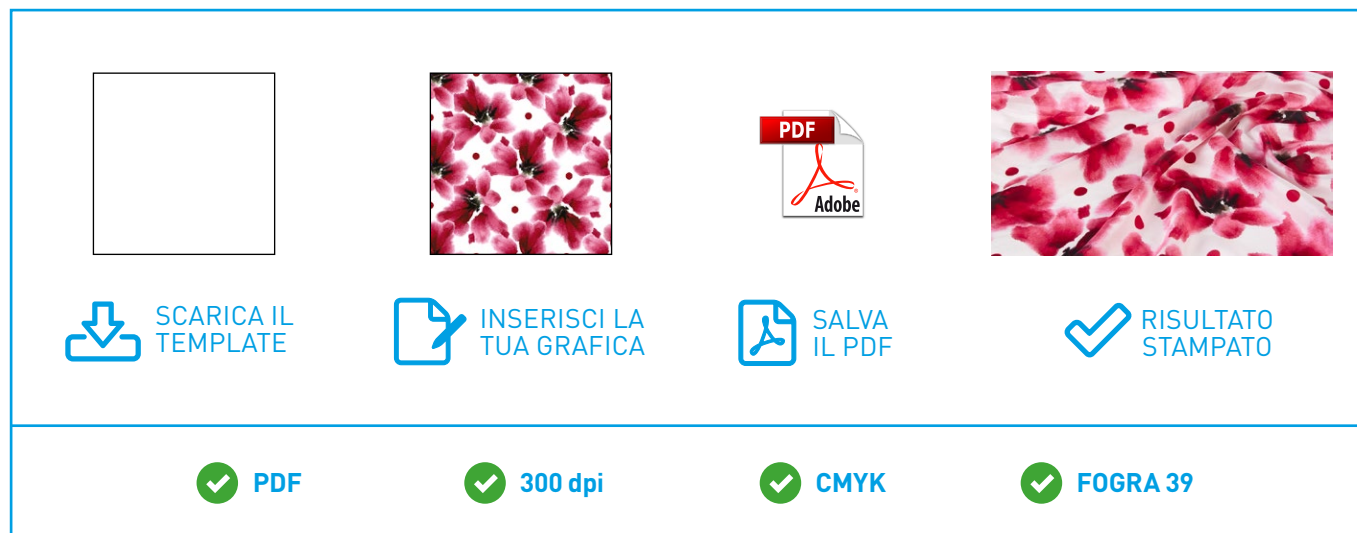 PDF
Adobe
SCARICA IL
TEMPLATE
INSERISCI LA
TUA GRAFICA
SALVA
IL PDF
RISULTATO
STAMPATO
PDF
300 dpi
CMYK
FOGRA 39